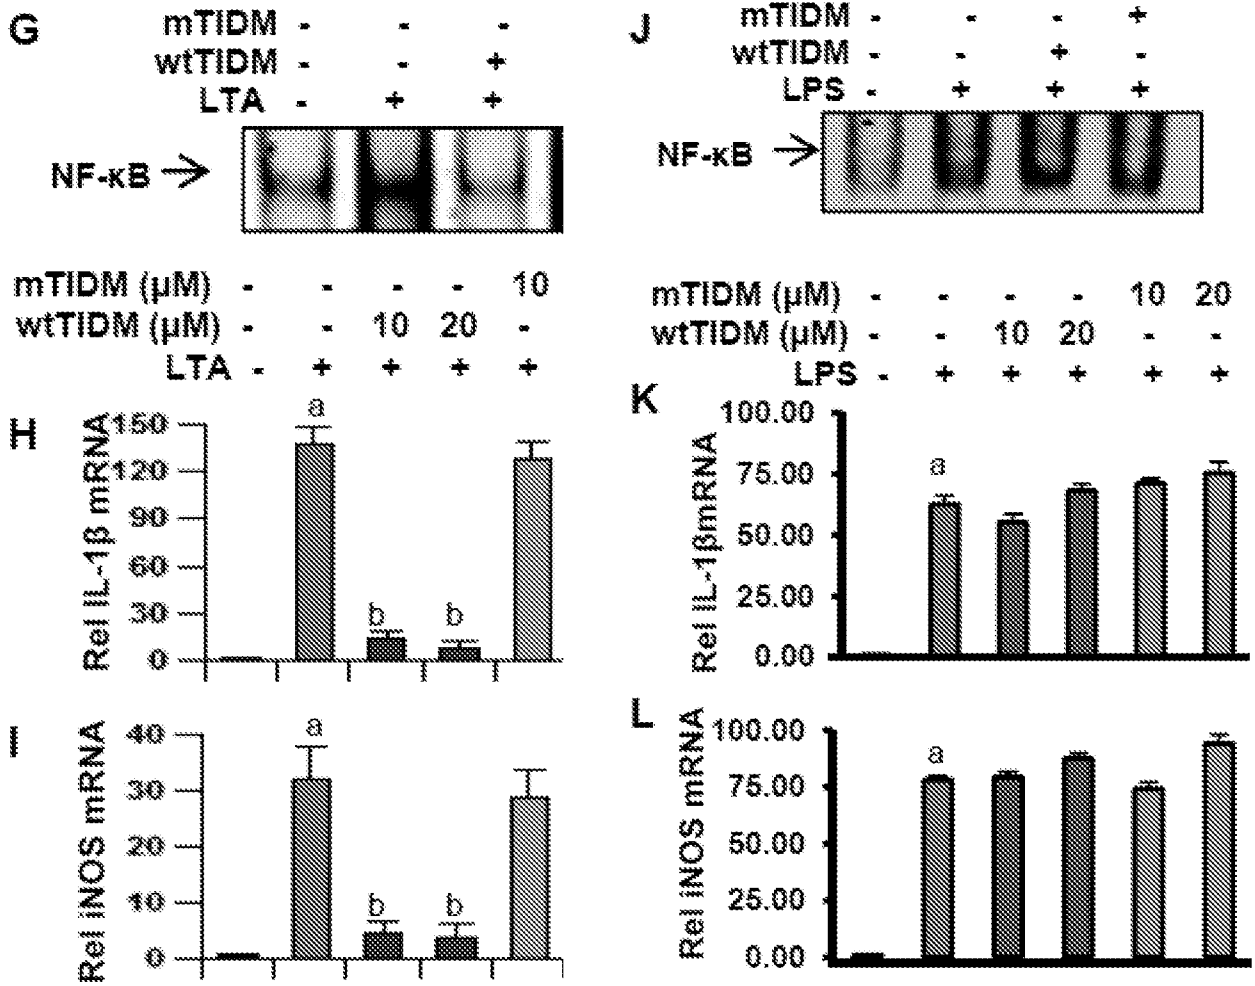 G
mTIDM - - -
wtTIDM - - +
LTA - + +
NF-κB
mTIDM (µM) - - - - 10
wtTIDM (µM) - - 10 20 -
LTA - + + + +
H
Rel IL-1β mRNA
150
120
90
60
30
0
a
b
b
I
Rel iNOS mRNA
40
30
20
10
0
a
b
b
J
mTIDM - - - +
wtTIDM - - + -
LPS - + + +
NF-κB
mTIDM (µM) - - - - 10 20
wtTIDM (µM) - - 10 20 - -
LPS - + + + + +
K
Rel IL-1βmRNA
100.00
75.00
50.00
25.00
0.00
a
L
Rel iNOS mRNA
100.00
75.00
50.00
25.00
0.00
a